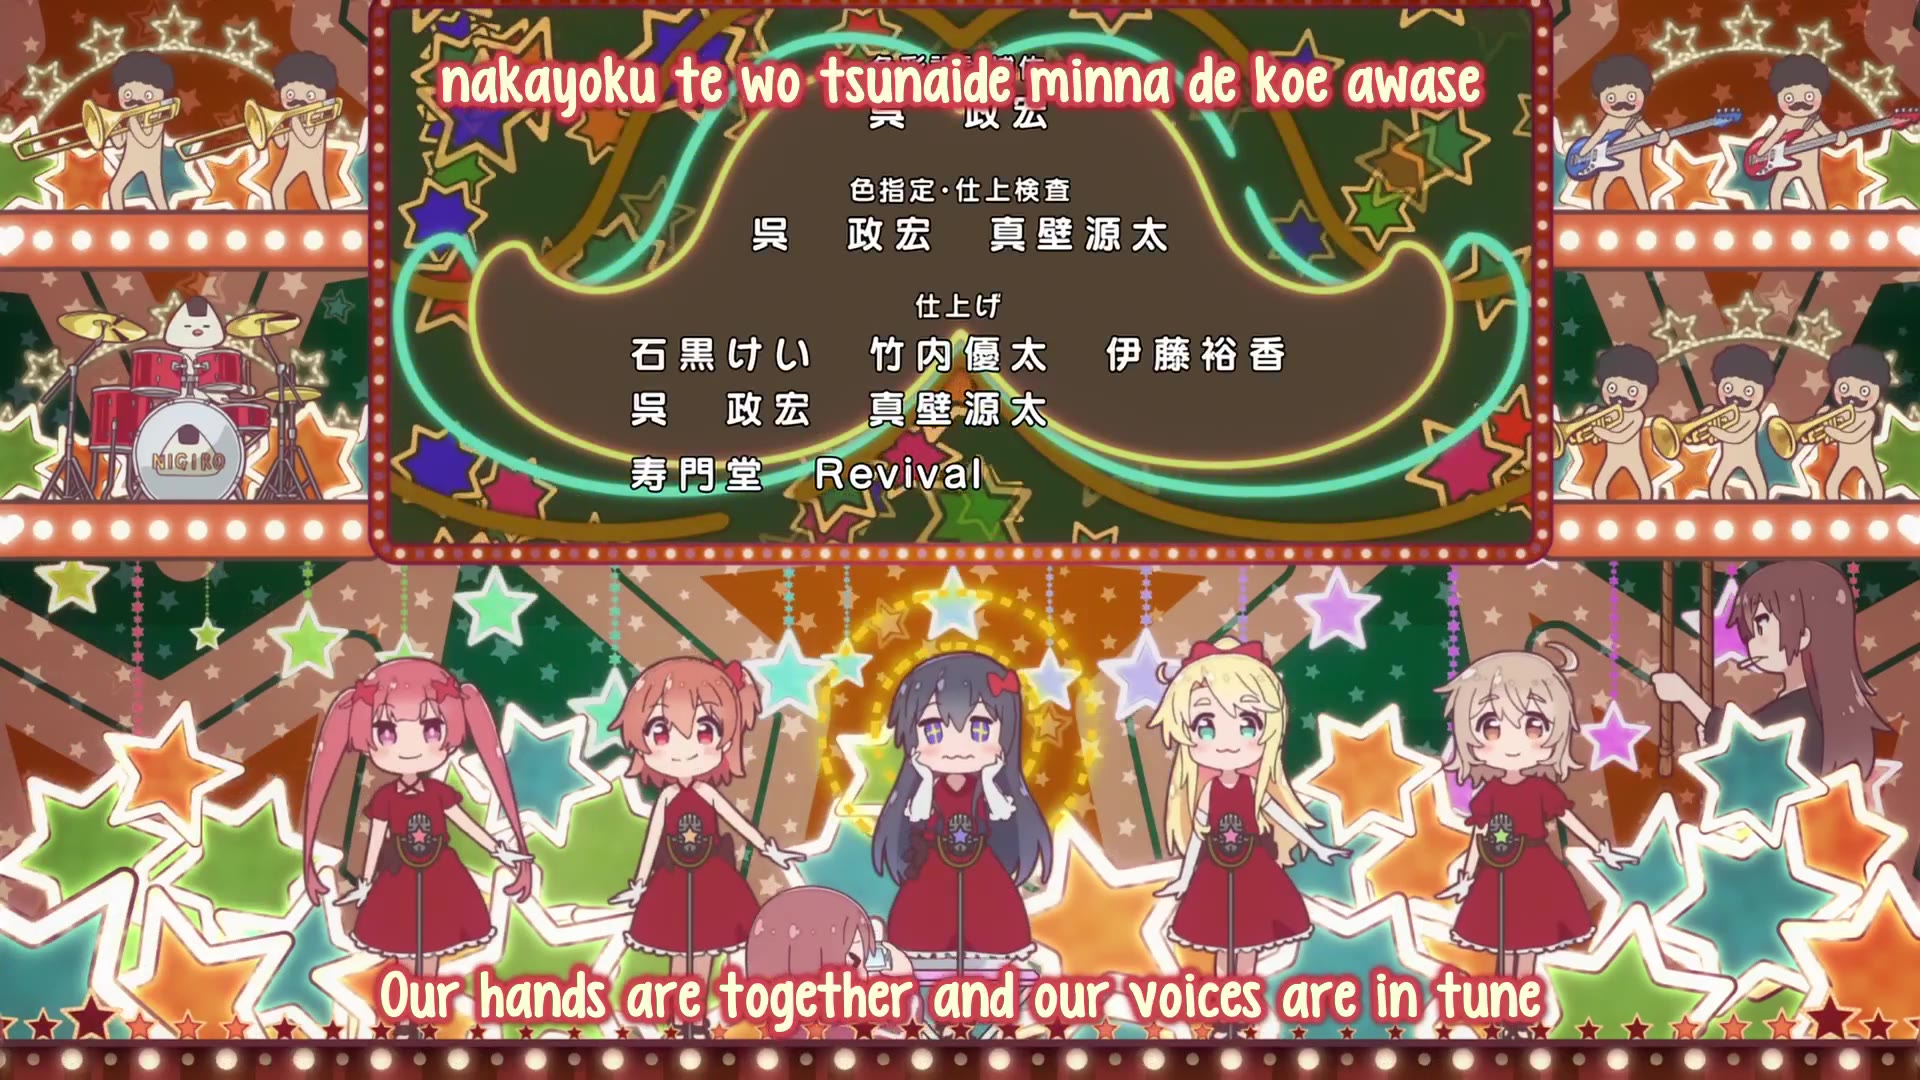 nakayoku te wo tsunaide minna de koe awase
呉　政宏
色指定・仕上検査
呉　政宏　真壁源太
仕上げ
石黒けい　竹内優太　伊藤裕香
呉　政宏　真壁源太
寿門堂　Revival
NIGIRO
Our hands are together and our voices are in tune